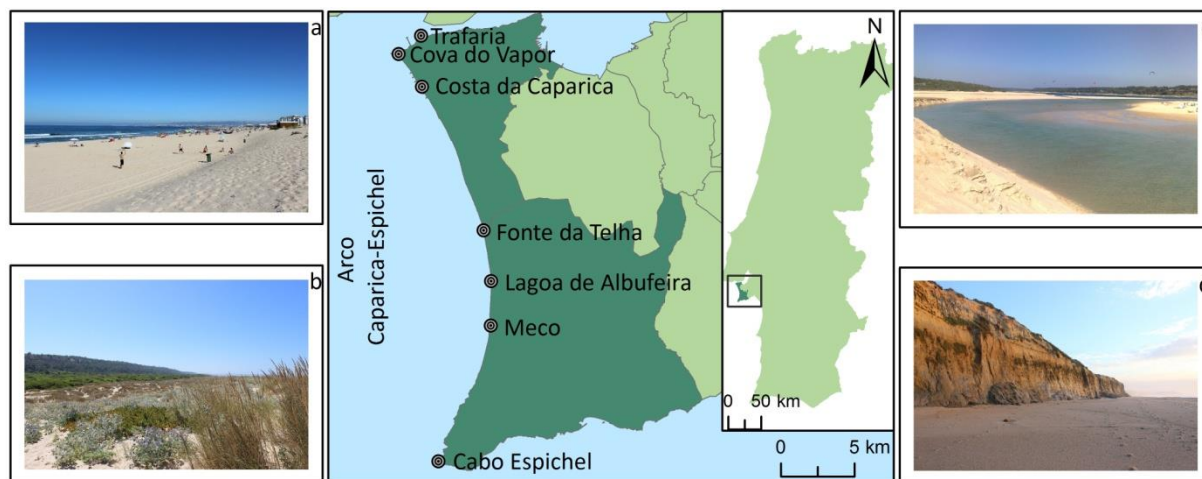 a
b
Trafaria
Cova do Vapor
Costa da Caparica
Fonte da Telha
Lagoa de Albufeira
Meco
Cabo Espichel
Arco
Caparica-Espichel
N
0 50 km
0 5 km